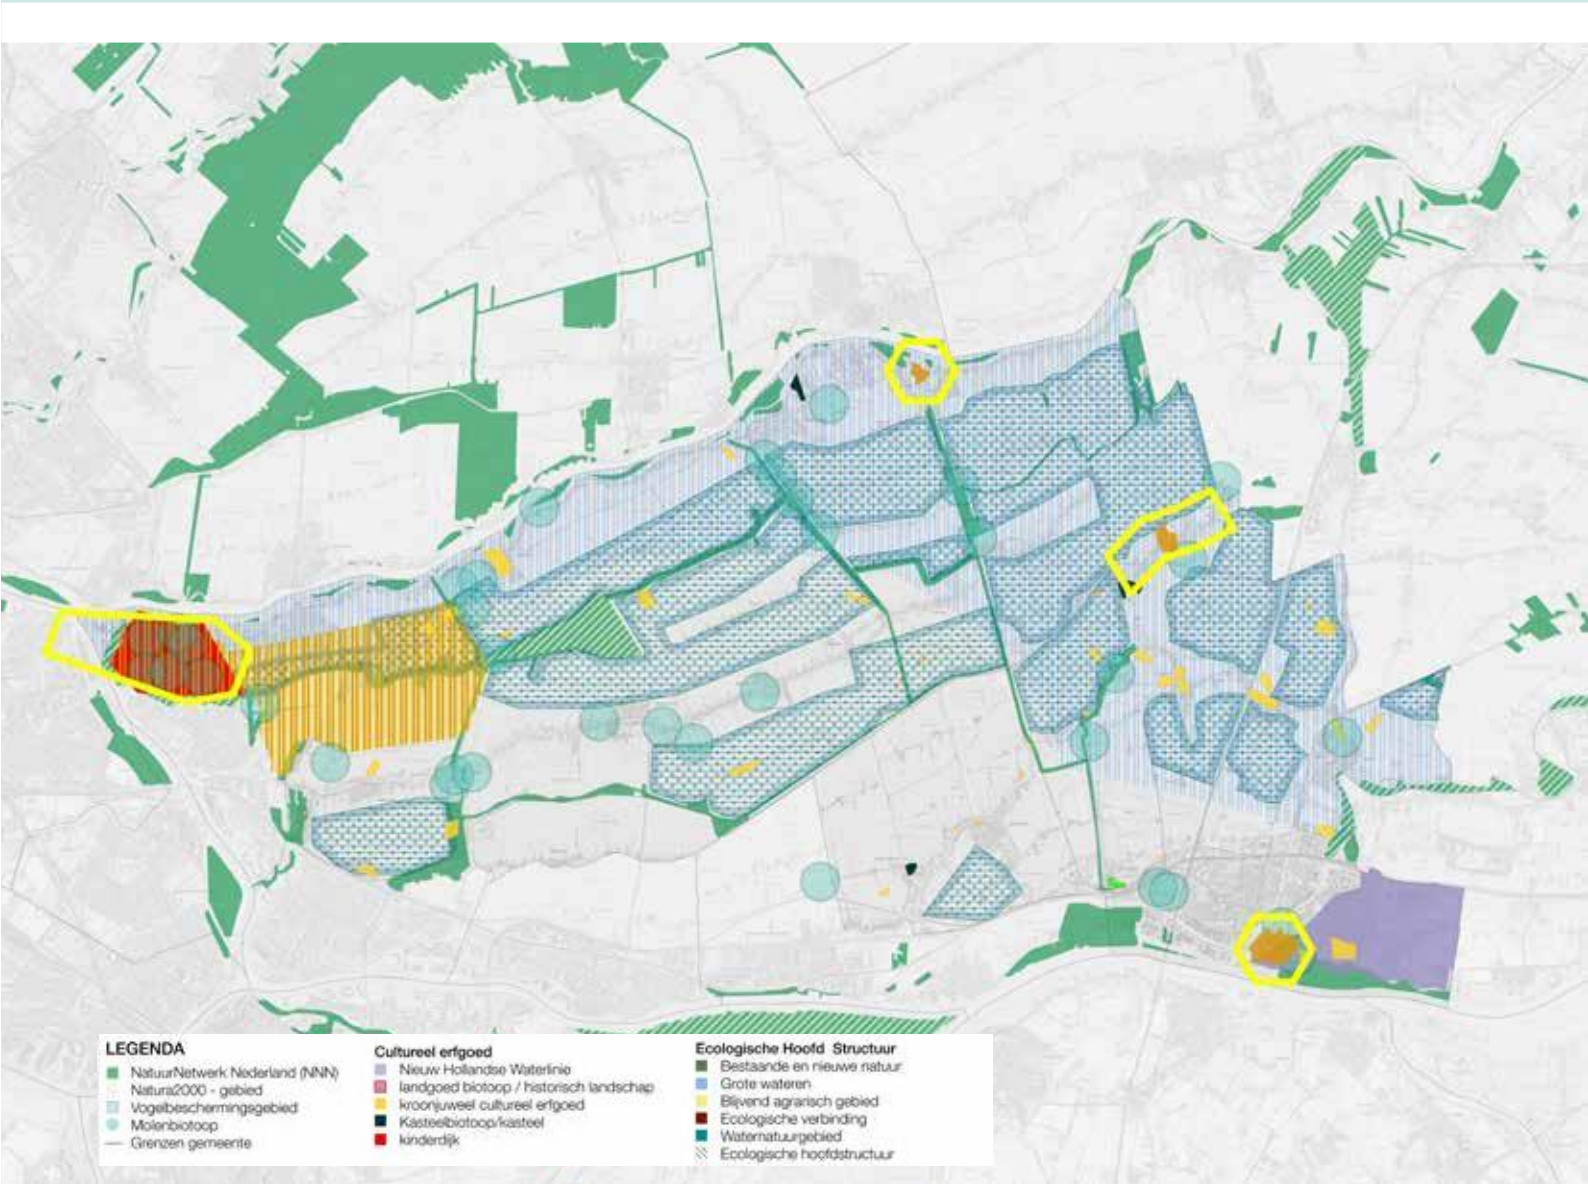 LEGENDA
NatuurNetwerk Nederland (NNN)
Natura2000 - gebied
Vogelbeschermingsgebied
Molenbiotoop
Grenzen gemeente
Cultureel erfgoed
Nieuw Hollandse Waterlinie
landgoed biotoop / historisch landschap
kroonjuweel cultureel erfgoed
Kasteelbiotoop/kasteel
kinderdijk
Ecologische Hoofd Structuur
Bestaande en nieuwe natuur
Grote wateren
Blijvend agrarisch gebied
Ecologische verbinding
Waternatuurgebied
Ecologische hoofdstructuur